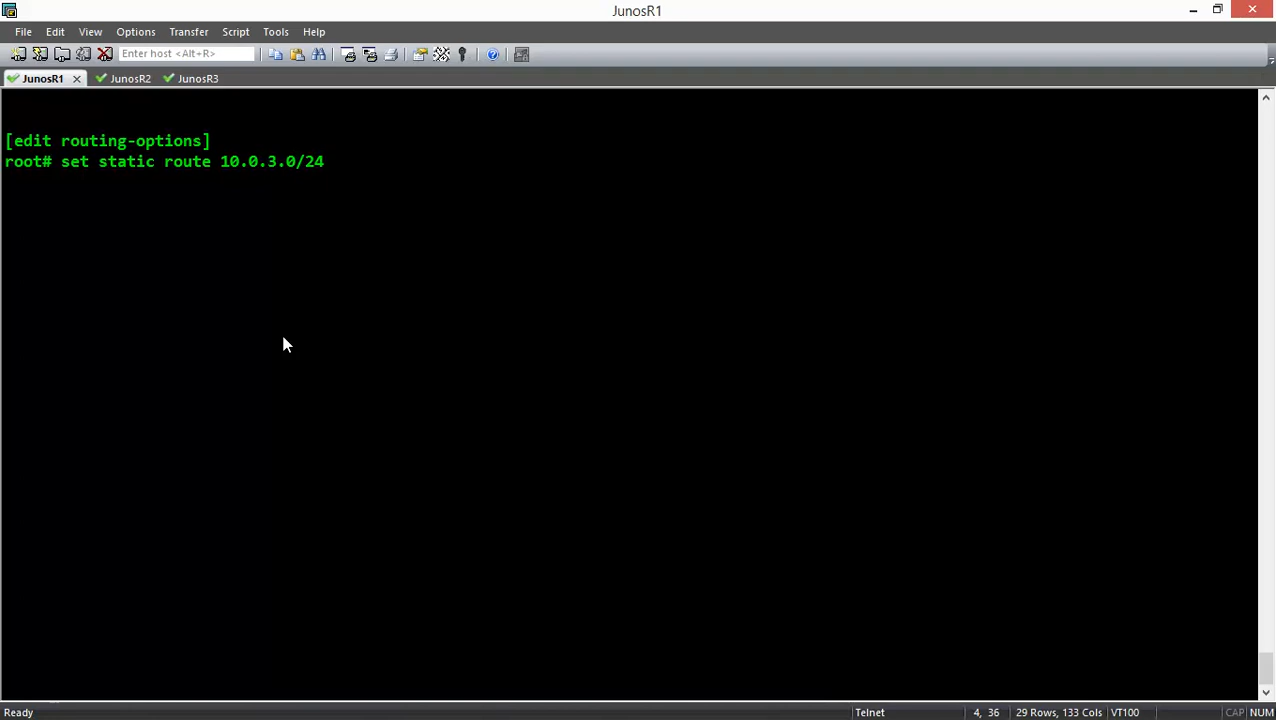 JunosR1
File Edit View Options Transfer Script Tools Help
Enter host <Alt+R>
JunosR1 JunosR2 JunosR3
[edit routing-options]
root# set static route 10.0.3.0/24
Ready Telnet 4, 36 29 Rows, 133 Cols VT100 CAP NUM